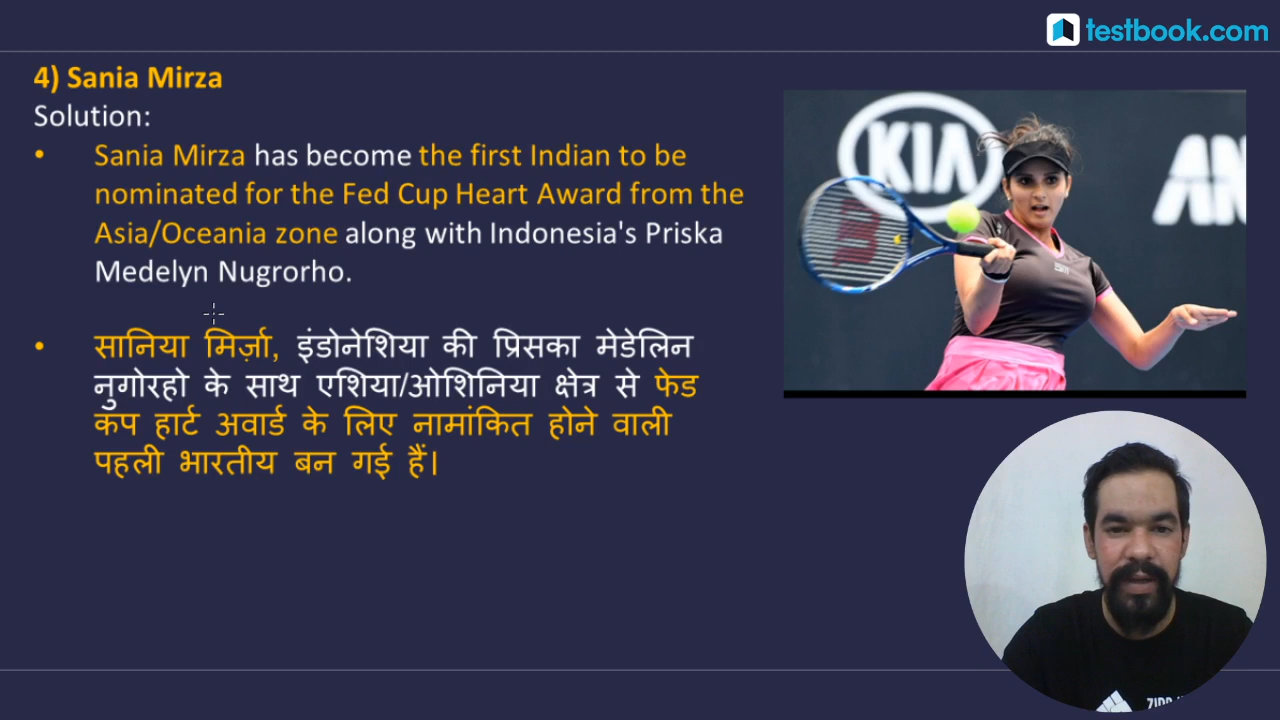 testbook.com
4) Sania Mirza
Solution:
• Sania Mirza has become the first Indian to be
nominated for the Fed Cup Heart Award from the
Asia/Oceania zone along with Indonesia's Priska
Medelyn Nugrorho.
• सानिया मिर्ज़ा, इंडोनेशिया की प्रिसका मेडेलिन
नुगोरहो के साथ एशिया/ओशिनिया क्षेत्र से फेड
कप हार्ट अवार्ड के लिए नामांकित होने वाली
पहली भारतीय बन गई हैं।
KIA
AN